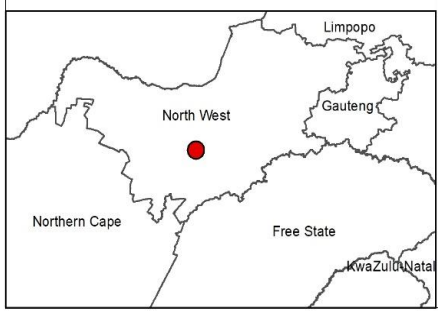 Limpopo
North West
Gauteng
Northern Cape
Free State
KwaZulu-Natal